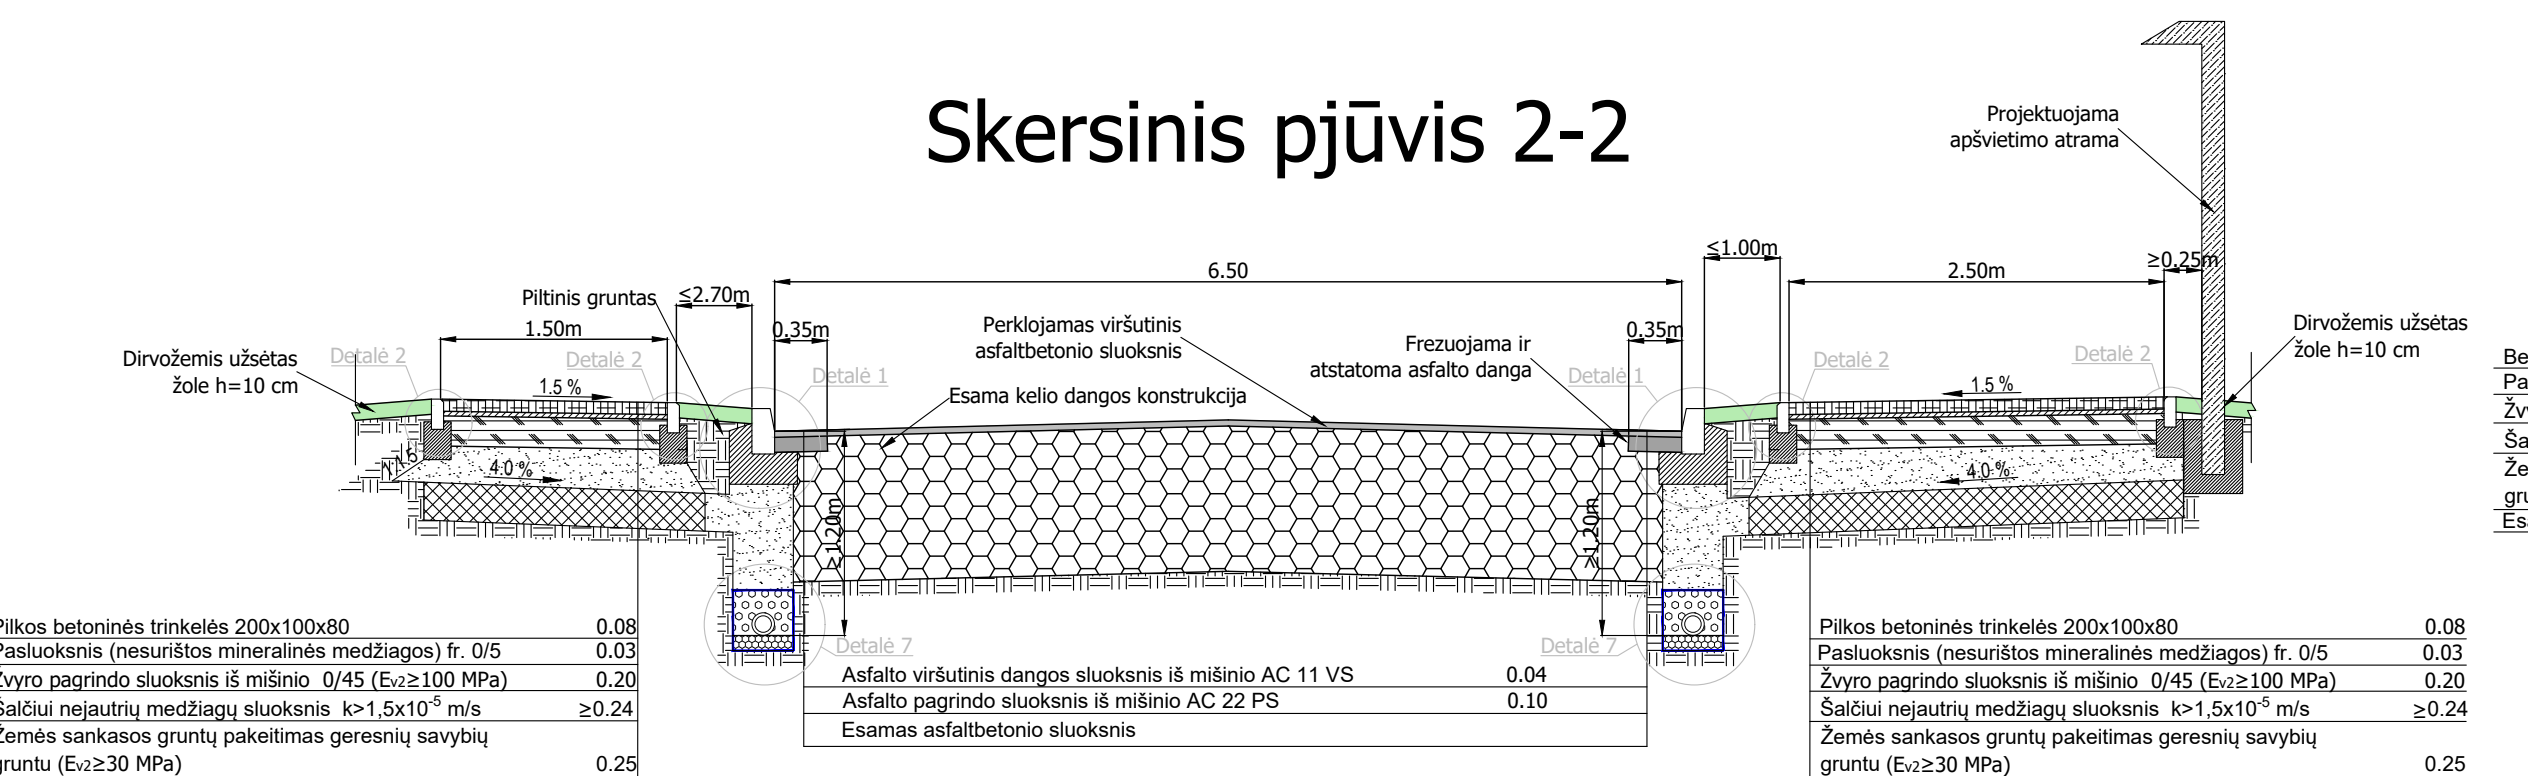 Skersinis pjūvis 2-2
Projektuojama
apšvietimo atrama
≤1.00m
6.50
2.50m
≥0.25m
Piltinis gruntas
≤2.70m
1.50m
0.35m
Perklojamas viršutinis
asfaltbetonio sluoksnis
Frezuojama ir
atstatoma asfalto danga
0.35m
Dirvožemis užsėtas
žole h=10 cm
Dirvožemis užsėtas
žole h=10 cm
Detalė 2
Detalė 2
Detalė 1
Detalė 1
Detalė 2
Detalė 2
Esama kelio dangos konstrukcija
1.5 %
1.5 %
1:1.5
4.0 %
4.0 %
≥1.20m
≥1.20m
Detalė 7
Detalė 7
Pilkos betoninės trinkelės 200x100x80 0.08
Pasluoksnis (nesurištos mineralinės medžiagos) fr. 0/5 0.03
Žvyro pagrindo sluoksnis iš mišinio 0/45 (Ev2≥100 MPa) 0.20
Šalčiui nejautrių medžiagų sluoksnis k>1,5x10-5 m/s ≥0.24
Žemės sankasos gruntų pakeitimas geresnių savybių
gruntu (Ev2≥30 MPa) 0.25
Asfalto viršutinis dangos sluoksnis iš mišinio AC 11 VS 0.04
Asfalto pagrindo sluoksnis iš mišinio AC 22 PS 0.10
Esamas asfaltbetonio sluoksnis
Pilkos betoninės trinkelės 200x100x80 0.08
Pasluoksnis (nesurištos mineralinės medžiagos) fr. 0/5 0.03
Žvyro pagrindo sluoksnis iš mišinio 0/45 (Ev2≥100 MPa) 0.20
Šalčiui nejautrių medžiagų sluoksnis k>1,5x10-5 m/s ≥0.24
Žemės sankasos gruntų pakeitimas geresnių savybių
gruntu (Ev2≥30 MPa) 0.25
Be
Pa
Žv
Ša
Že
gru
Esa